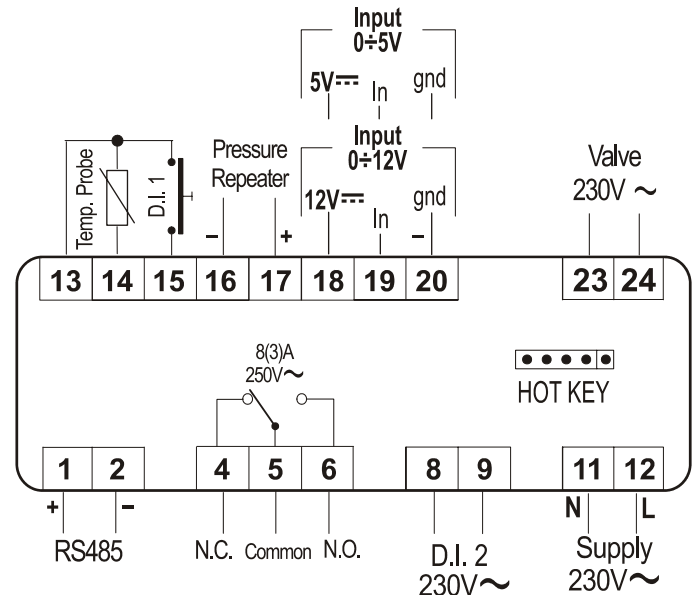 Input
0÷5V
5V⎓ In gnd
Input
0÷12V
12V⎓ In gnd
Temp. Probe
D.I. 1
Pressure
Repeater
Valve
230V ~
− + −
13 14 15 16 17 18 19 20 23 24
8(3)A
250V~
HOT KEY
1 2 4 5 6 8 9 11 12
+ − N L
RS485 N.C. Common N.O. D.I. 2 Supply
230V~ 230V~